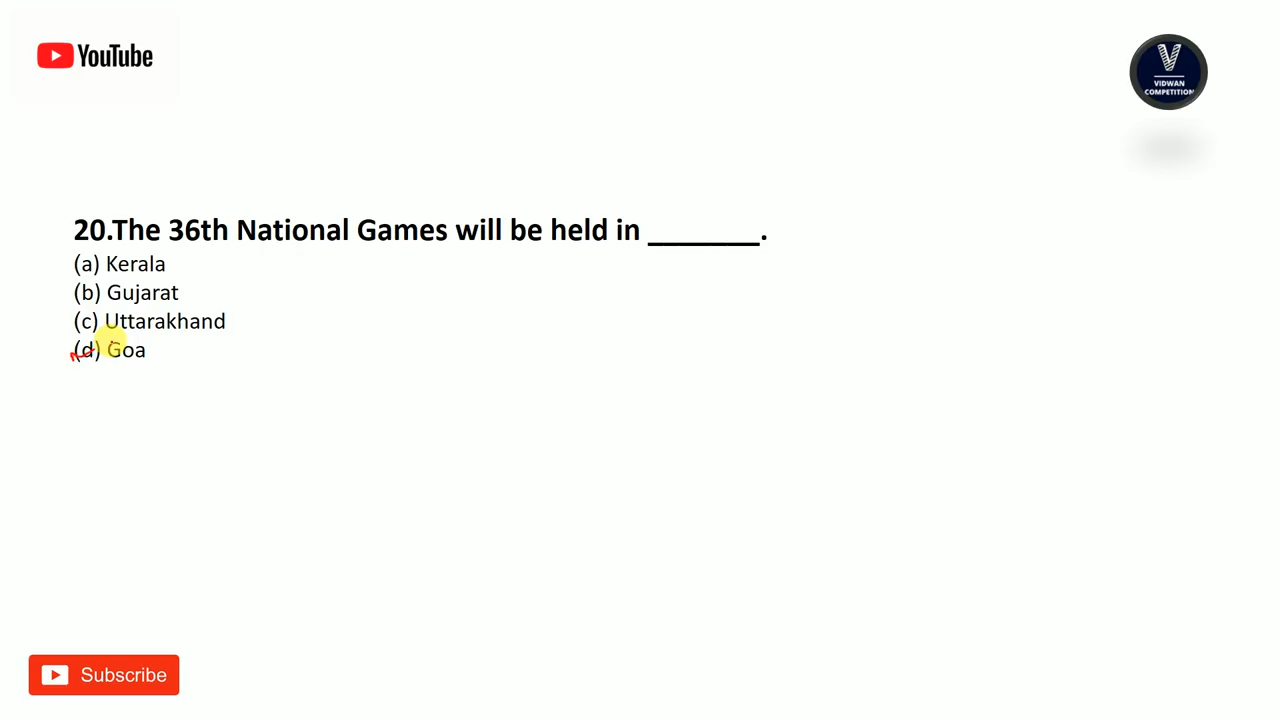 YouTube
V
VIDWAN
COMPETITION
20.The 36th National Games will be held in _______.
(a) Kerala
(b) Gujarat
(c) Uttarakhand
(d) Goa
Subscribe